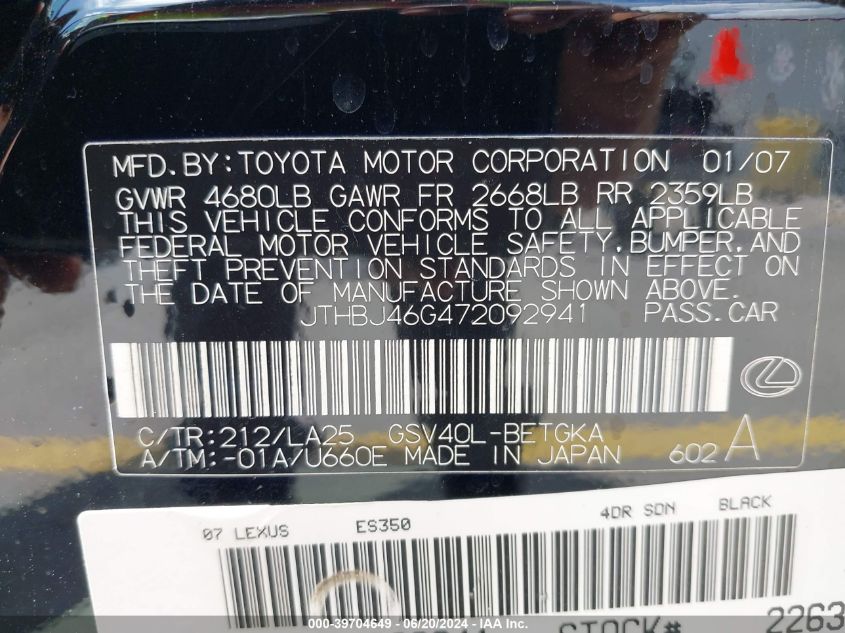 MFD.BY:TOYOTA MOTOR CORPORATION 01/07
GVWR 4680LB GAWR FR 2668LB RR 2359LB
THIS VEHICLE CONFORMS TO ALL APPLICABLE
FEDERAL MOTOR VEHICLE SAFETY,BUMPER,AND
THEFT PREVENTION STANDARDS IN EFFECT ON
THE DATE OF MANUFACTURE SHOWN ABOVE.
JTHBJ46G472092941 PASS.CAR
C/TR:212/LA25 GSV40L-BETGKA
A/TM:-01A/U660E MADE IN JAPAN 602A
07 LEXUS ES350 4DR SDN BLACK
STOCK# 2263
000-39704649 - 06/20/2024 - IAA Inc.